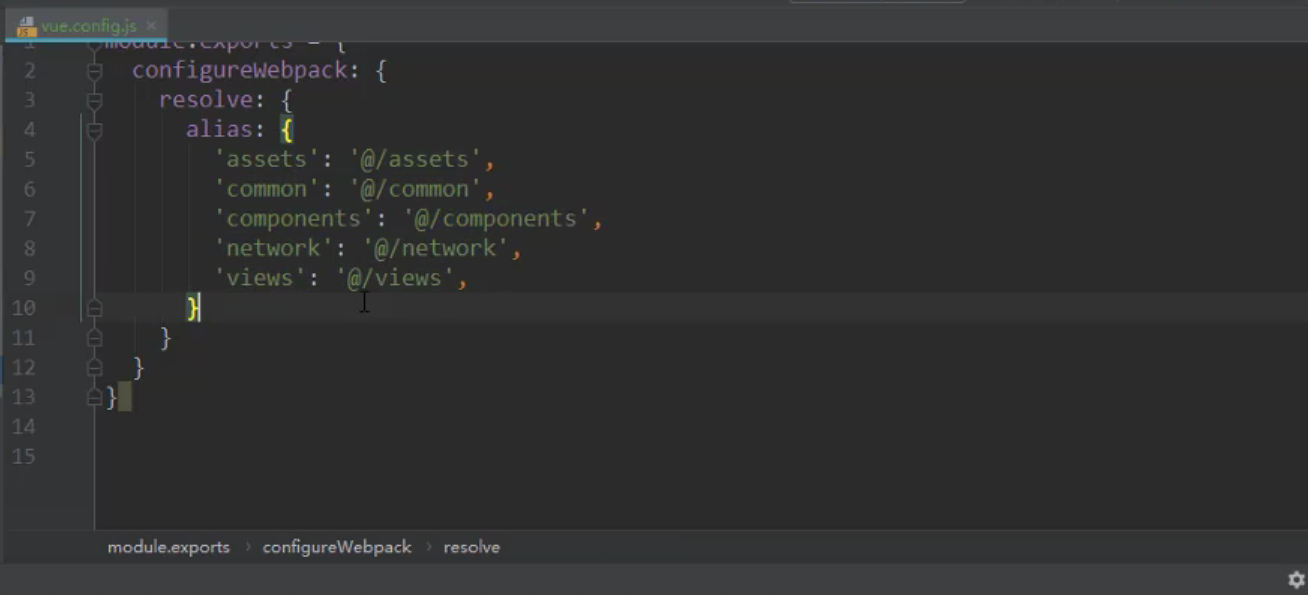 vue.config.js
1 module.exports = {
2 configureWebpack: {
3 resolve: {
4 alias: {
5 'assets': '@/assets',
6 'common': '@/common',
7 'components': '@/components',
8 'network': '@/network',
9 'views': '@/views',
10 }
11 }
12 }
13 }
14
15
module.exports › configureWebpack › resolve